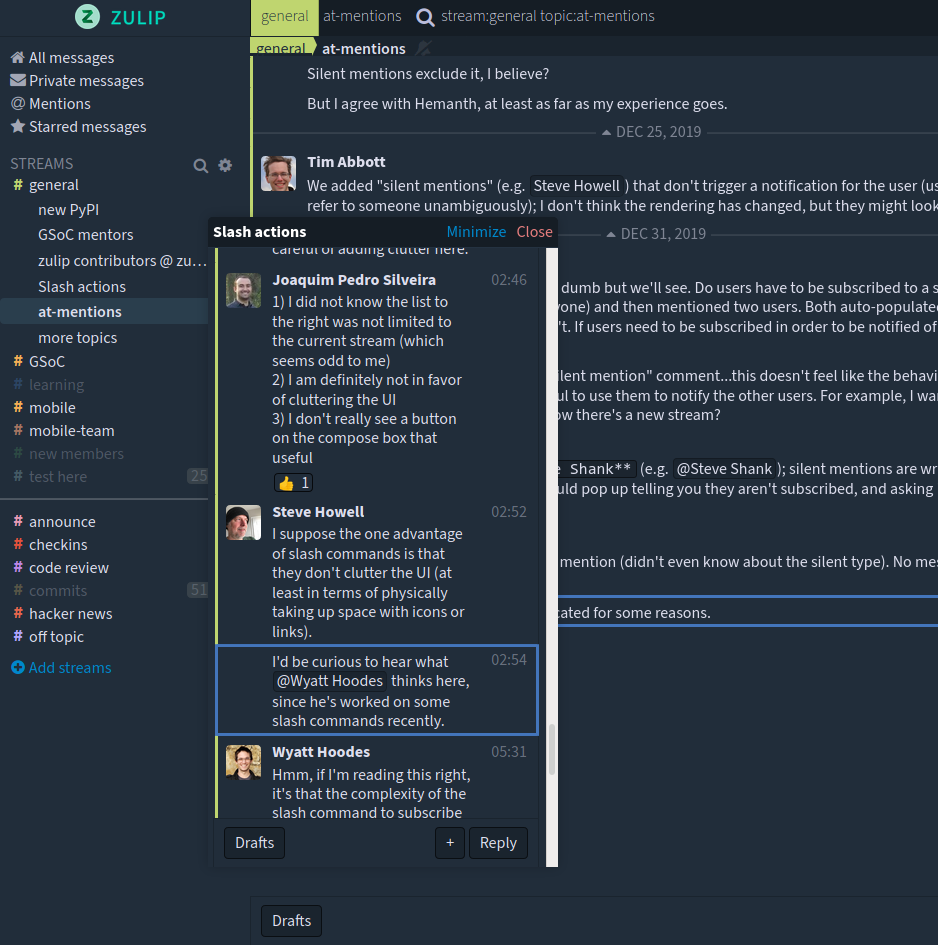 ZULIP
general at-mentions stream:general topic:at-mentions
general at-mentions
All messages
Private messages
@ Mentions
Starred messages
STREAMS
# general
new PyPI
GSoC mentors
zulip contributors @ zu...
Slash actions
at-mentions
more topics
# GSoC
# learning
# mobile
# mobile-team
# new members
# test here 25
# announce
# checkins
# code review
# commits 51
# hacker news
# off topic
Add streams
Silent mentions exclude it, I believe?
But I agree with Hemanth, at least as far as my experience goes.
DEC 25, 2019
Tim Abbott
We added "silent mentions" (e.g. Steve Howell ) that don't trigger a notification for the user
refer to someone unambiguously); I don't think the rendering has changed, but they might look
DEC 31, 2019
Slash actions Minimize Close
careful of adding clutter here.
Joaquim Pedro Silveira 02:46
1) I did not know the list to
the right was not limited to
the current stream (which
seems odd to me)
2) I am definitely not in favor
of cluttering the UI
3) I don't really see a button
on the compose box that
useful
👍 1
Steve Howell 02:52
I suppose the one advantage
of slash commands is that
they don't clutter the UI (at
least in terms of physically
taking up space with icons or
links).
I'd be curious to hear what 02:54
@Wyatt Hoodes thinks here,
since he's worked on some
slash commands recently.
Wyatt Hoodes 05:31
Hmm, if I'm reading this right,
it's that the complexity of the
slash command to subscribe
Drafts + Reply
dumb but we'll see. Do users have to be subscribed to a s
yone) and then mentioned two users. Both auto-populate
't. If users need to be subscribed in order to be notified of
ilent mention" comment...this doesn't feel like the behavi
ul to use them to notify the other users. For example, I wa
ow there's a new stream?
e Shank** (e.g. @Steve Shank ); silent mentions are wr
uld pop up telling you they aren't subscribed, and asking
mention (didn't even know about the silent type). No me
cated for some reasons.
Drafts